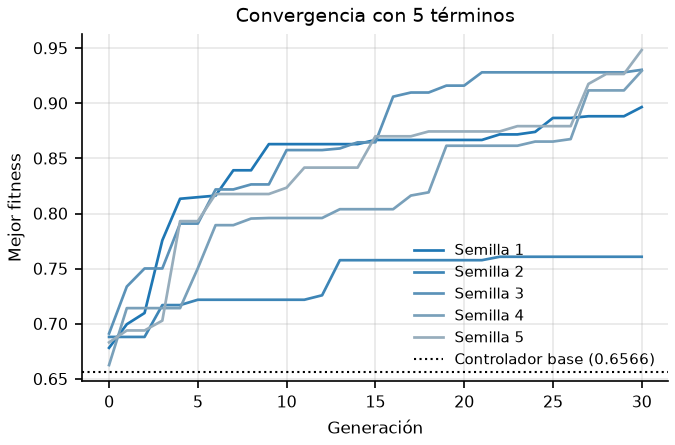 Convergencia con 5 términos
Mejor fitness
0.95
0.90
0.85
0.80
0.75
0.70
0.65
Semilla 1
Semilla 2
Semilla 3
Semilla 4
Semilla 5
Controlador base (0.6566)
0 5 10 15 20 25 30
Generación